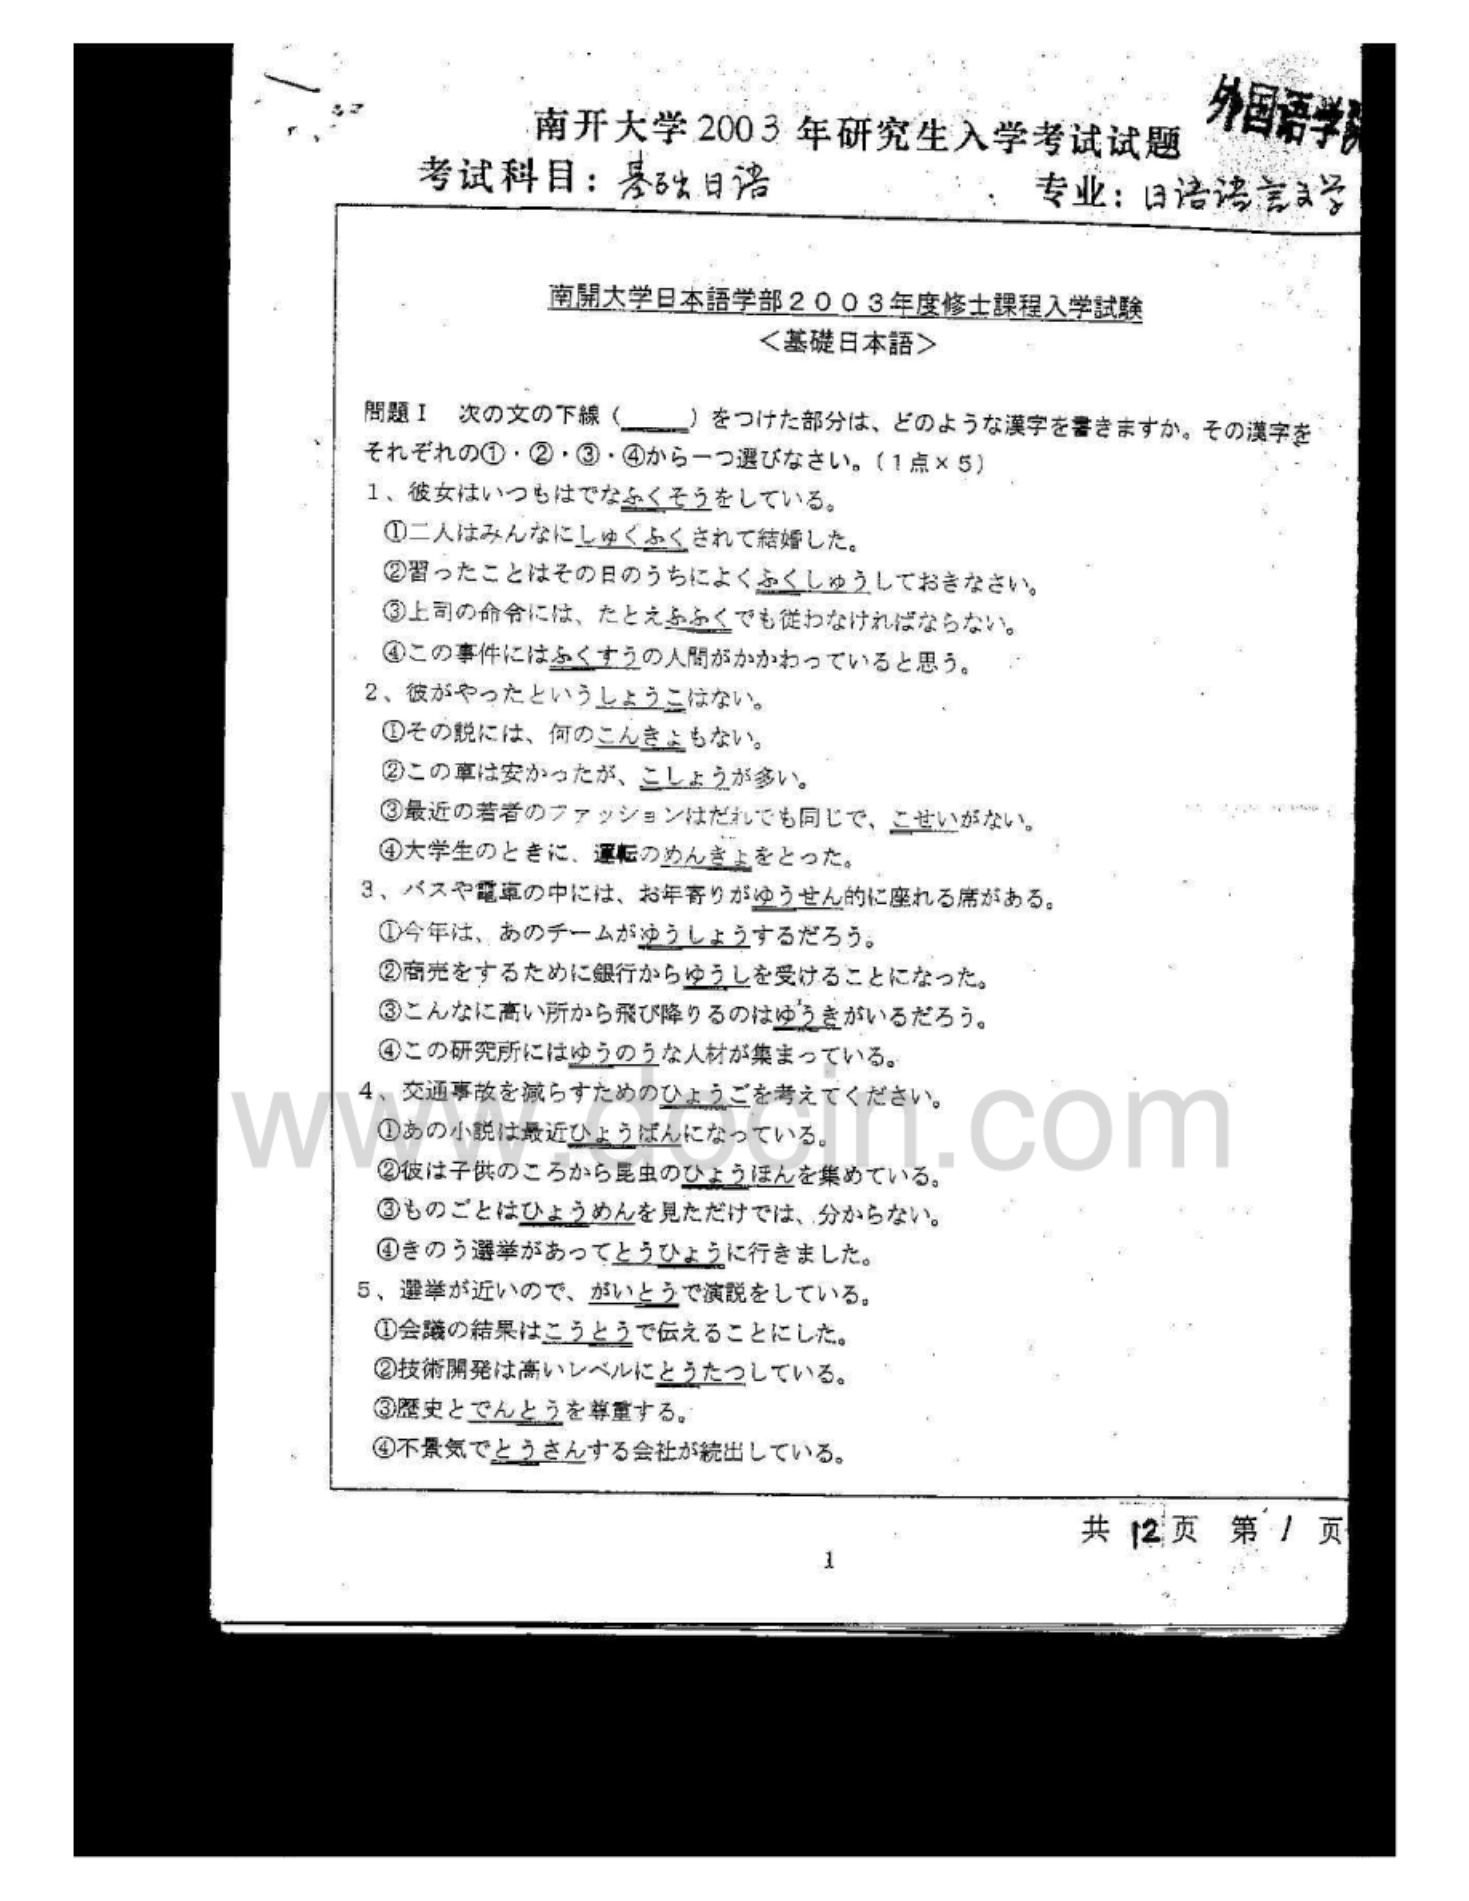 外国语学院
南开大学2003年研究生入学考试试题
考试科目：基础日语 专业：日语语言文学
南開大学日本語学部２００３年度修士課程入学試験
＜基礎日本語＞
問題Ⅰ 次の文の下線（＿＿＿）をつけた部分は、どのような漢字を書きますか。その漢字を
それぞれの①・②・③・④から一つ選びなさい。（1点×5）
1、彼女はいつもはでなふくそうをしている。
①二人はみんなにしゅくふくされて結婚した。
②習ったことはその日のうちによくふくしゅうしておきなさい。
③上司の命令には、たとえふふくでも従わなければならない。
④この事件にはふくすうの人間がかかわっていると思う。
2、彼がやったというしょうこはない。
①その説には、何のこんきょもない。
②この車は安かったが、こしょうが多い。
③最近の若者のファッションはだれでも同じで、こせいがない。
④大学生のときに、運転のめんきょをとった。
3、バスや電車の中には、お年寄りがゆうせん的に座れる席がある。
①今年は、あのチームがゆうしょうするだろう。
②商売をするために銀行からゆうしを受けることになった。
③こんなに高い所から飛び降りるのはゆうきがいるだろう。
④この研究所にはゆうのうな人材が集まっている。
4、交通事故を減らすためのひょうごを考えてください。
①あの小説は最近ひょうばんになっている。
②彼は子供のころから昆虫のひょうほんを集めている。
③ものごとはひょうめんを見ただけでは、分からない。
④きのう選挙があってとうひょうに行きました。
5、選挙が近いので、がいとうで演説をしている。
①会議の結果はこうとうで伝えることにした。
②技術開発は高いレベルにとうたつしている。
③歴史とでんとうを尊重する。
④不景気でとうさんする会社が続出している。
共 12 页 第 1 页
1
www.docin.com